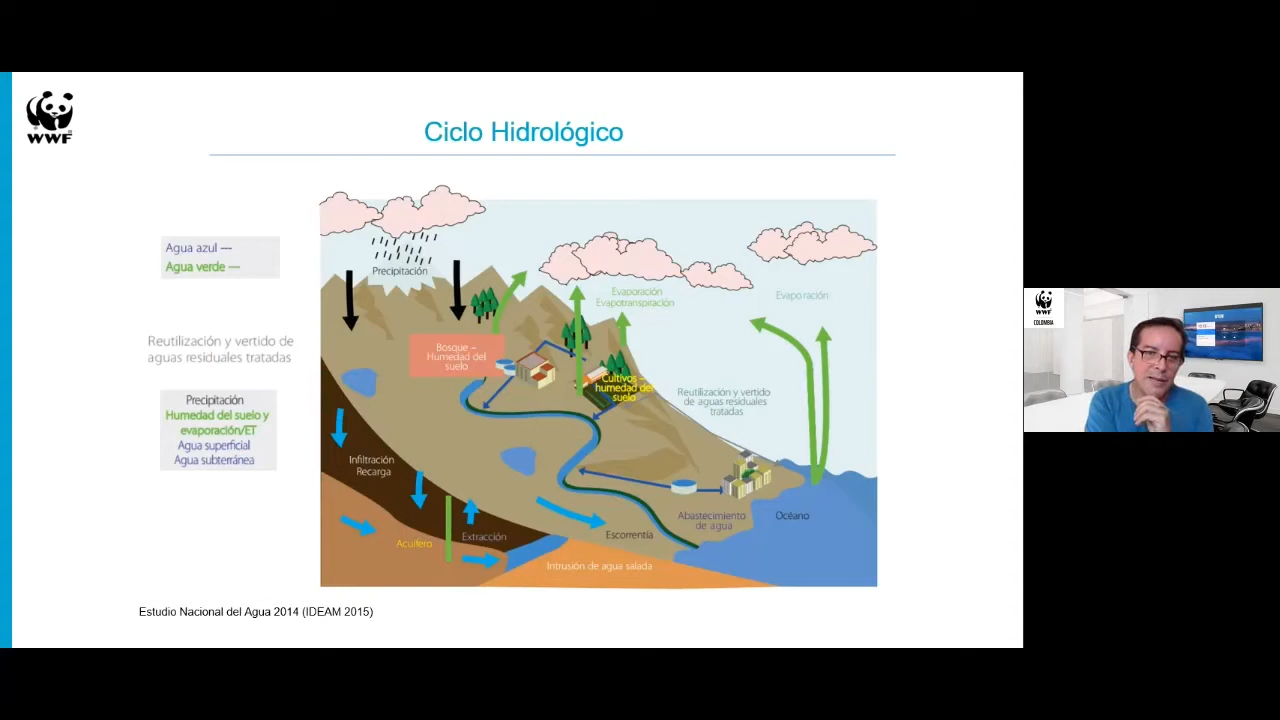 WWF
Ciclo Hidrológico
Agua azul ---
Agua verde ---
Reutilización y vertido de
aguas residuales tratadas
Precipitación
Humedad del suelo y
evaporación/ET
Agua superficial
Agua subterránea
Precipitación
Evaporación
Evapotranspiración
Evaporación
Bosque –
Humedad del
suelo
Cultivos –
humedad del
suelo
Reutilización y vertido
de aguas residuales
tratadas
Infiltración
Recarga
Abastecimiento
de agua
Océano
Acuífero
Extracción
Escorrentía
Intrusión de agua salada
Estudio Nacional del Agua 2014 (IDEAM 2015)
WWF
COLOMBIA